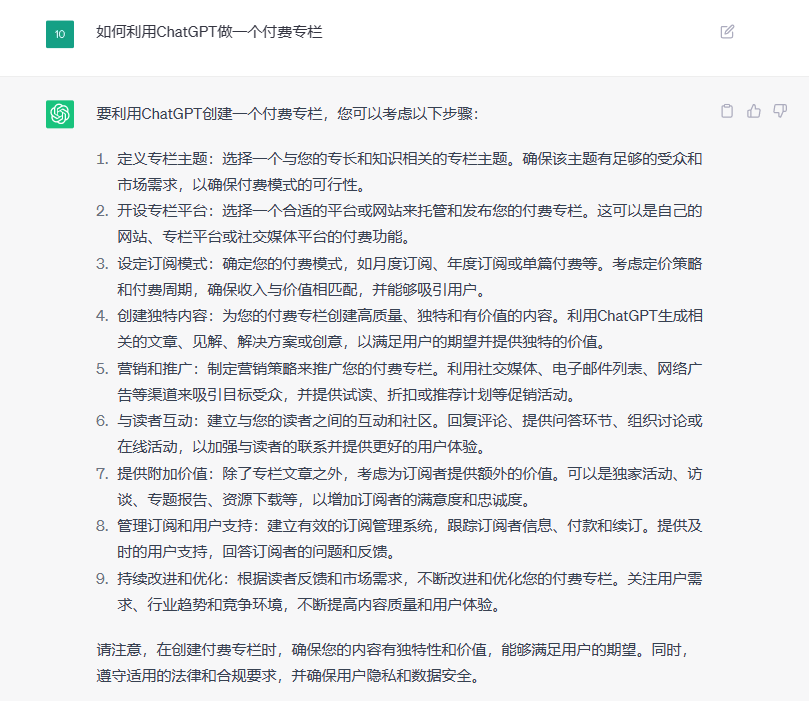 10
如何利用ChatGPT做一个付费专栏
要利用ChatGPT创建一个付费专栏，您可以考虑以下步骤：
1. 定义专栏主题：选择一个与您的专长和知识相关的专栏主题。确保该主题有足够的受众和
市场需求，以确保付费模式的可行性。
2. 开设专栏平台：选择一个合适的平台或网站来托管和发布您的付费专栏。这可以是自己的
网站、专栏平台或社交媒体平台的付费功能。
3. 设定订阅模式：确定您的付费模式，如月度订阅、年度订阅或单篇付费等。考虑定价策略
和付费周期，确保收入与价值相匹配，并能够吸引用户。
4. 创建独特内容：为您的付费专栏创建高质量、独特和有价值的内容。利用ChatGPT生成相
关的文章、见解、解决方案或创意，以满足用户的期望并提供独特的价值。
5. 营销和推广：制定营销策略来推广您的付费专栏。利用社交媒体、电子邮件列表、网络广
告等渠道来吸引目标受众，并提供试读、折扣或推荐计划等促销活动。
6. 与读者互动：建立与您的读者之间的互动和社区。回复评论、提供问答环节、组织讨论或
在线活动，以加强与读者的联系并提供更好的用户体验。
7. 提供附加价值：除了专栏文章之外，考虑为订阅者提供额外的价值。可以是独家活动、访
谈、专题报告、资源下载等，以增加订阅者的满意度和忠诚度。
8. 管理订阅和用户支持：建立有效的订阅管理系统，跟踪订阅者信息、付款和续订。提供及
时的用户支持，回答订阅者的问题和反馈。
9. 持续改进和优化：根据读者反馈和市场需求，不断改进和优化您的付费专栏。关注用户需
求、行业趋势和竞争环境，不断提高内容质量和用户体验。
请注意，在创建付费专栏时，确保您的内容有独特性和价值，能够满足用户的期望。同时，
遵守适用的法律和合规要求，并确保用户隐私和数据安全。